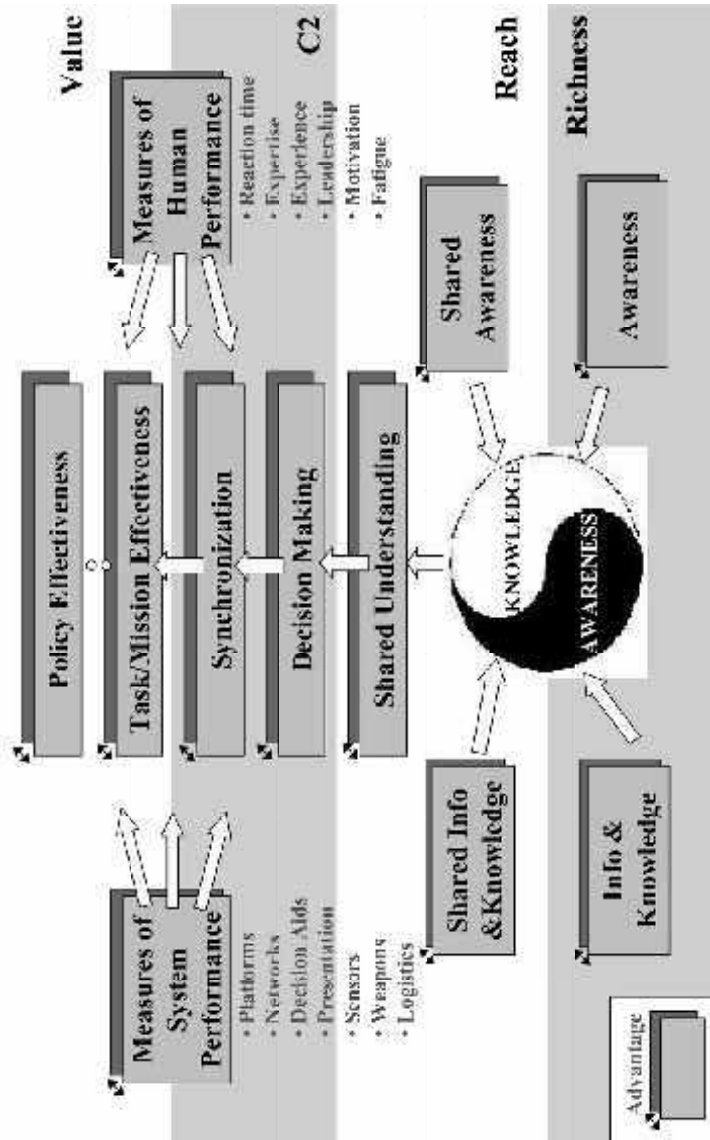 Value
Policy Effectiveness
Task/Mission Effectiveness
Measures of
System
Performance
• Platforms
• Networks
• Decision Aids
• Presentation
• Sensors
• Weapons
• Logistics
Measures of
Human
Performance
• Reaction time
• Expertise
• Experience
• Leadership
• Motivation
• Fatigue
C2
Synchronization
Decision Making
Shared Understanding
Reach
Shared Info
&Knowledge
Shared
Awareness
KNOWLEDGE
AWARENESS
Richness
Info &
Knowledge
Awareness
Advantage